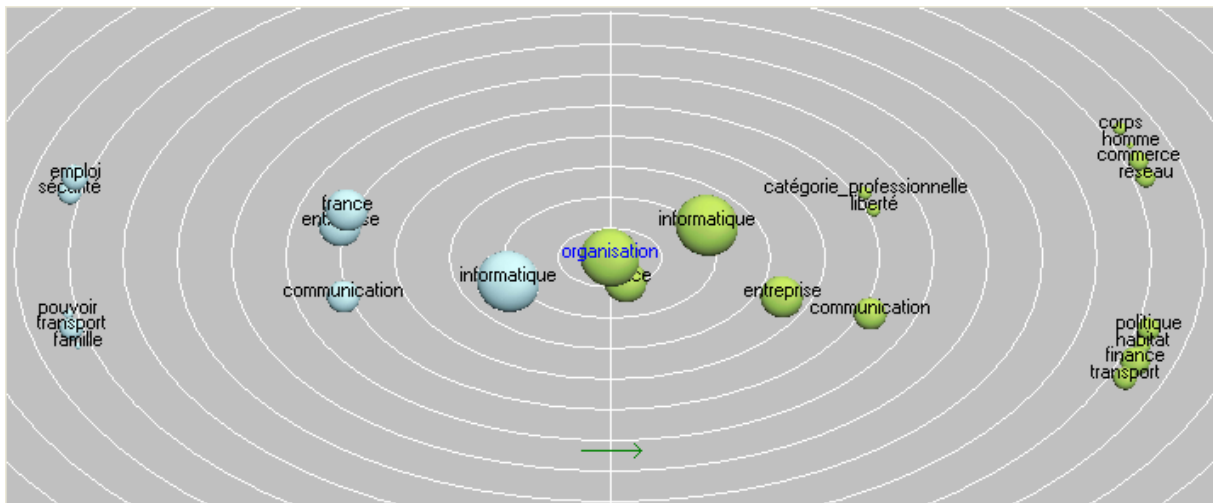 emploi
sécurité
pouvoir
transport
famille
france
entreprise
communication
informatique
organisation
informatique
entreprise
catégorie_professionnelle
liberté
communication
corps
homme
commerce
réseau
politique
habitat
finance
transport